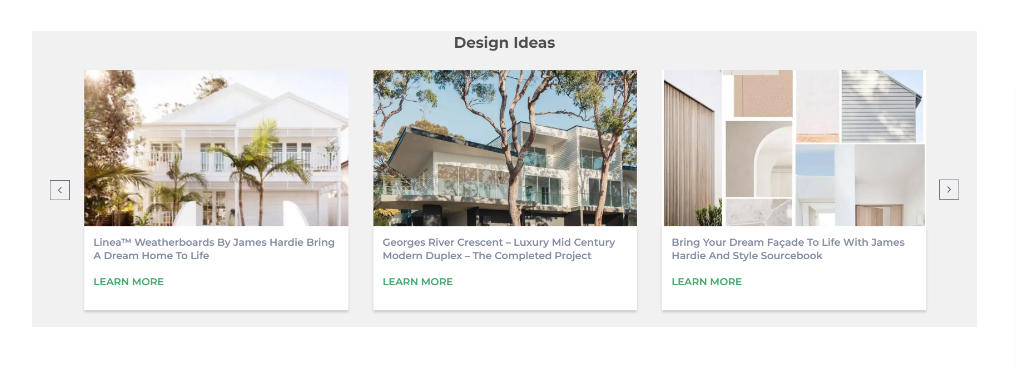 Design Ideas
Linea™ Weatherboards By James Hardie Bring
A Dream Home To Life
LEARN MORE
Georges River Crescent – Luxury Mid Century
Modern Duplex – The Completed Project
LEARN MORE
Bring Your Dream Façade To Life With James
Hardie And Style Sourcebook
LEARN MORE